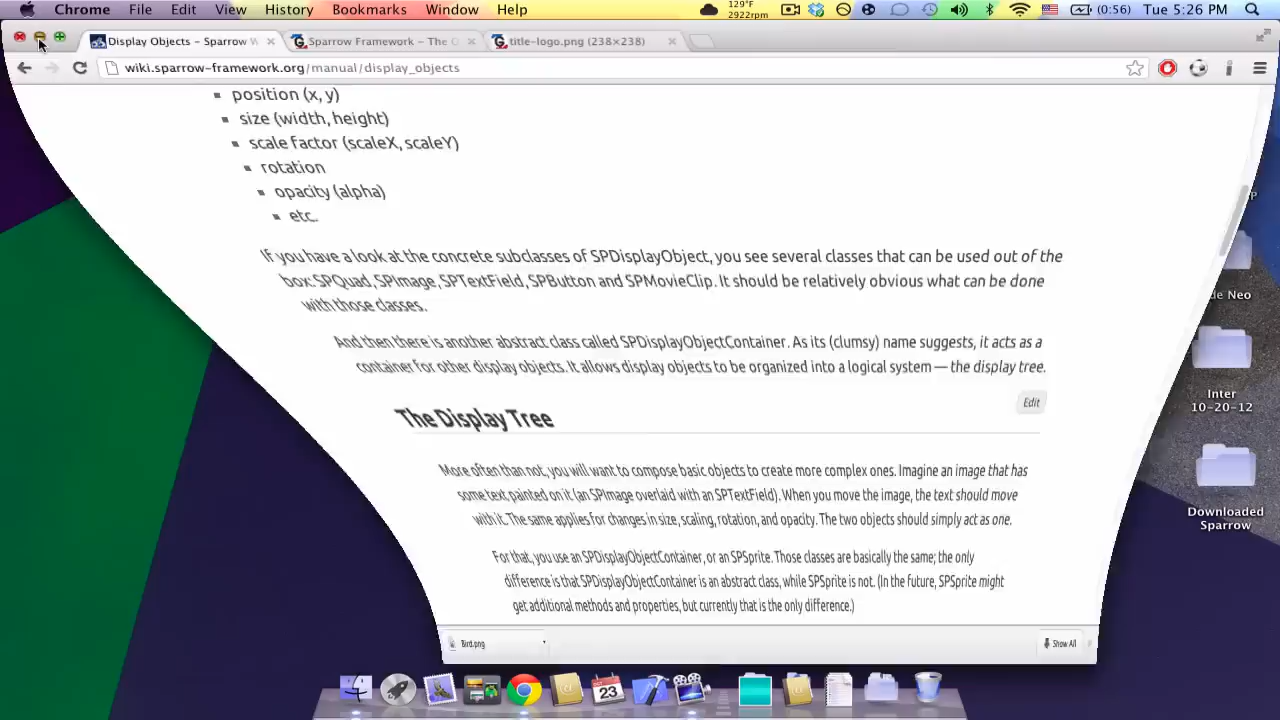 Chrome File Edit View History Bookmarks Window Help
129°F
2922rpm
(0:56) Tue 5:26 PM
Display Objects – Sparrow W
Sparrow Framework – The O
title-logo.png (238×238)
wiki.sparrow-framework.org/manual/display_objects
position (x, y)
size (width, height)
scale factor (scaleX, scaleY)
rotation
opacity (alpha)
etc.
If you have a look at the concrete subclasses of SPDisplayObject, you see several classes that can be used out of the
box: SPQuad, SPImage, SPTextField, SPButton and SPMovieClip. It should be relatively obvious what can be done
with those classes.
And then there is another abstract class called SPDisplayObjectContainer. As its (clumsy) name suggests, it acts as a
container for other display objects. It allows display objects to be organized into a logical system — the display tree.
Edit
The Display Tree
More often than not, you will want to compose basic objects to create more complex ones. Imagine an image that has
some text painted on it (an SPImage overlaid with an SPTextField). When you move the image, the text should move
with it. The same applies for changes in size, scaling, rotation, and opacity. The two objects should simply act as one.
For that, you use an SPDisplayObjectContainer, or an SPSprite. Those classes are basically the same; the only
difference is that SPDisplayObjectContainer is an abstract class, while SPSprite is not. (In the future, SPSprite might
get additional methods and properties, but currently that is the only difference.)
Bird.png
Show All
P
de Neo
Inter
10-20-12
Downloaded
Sparrow
23